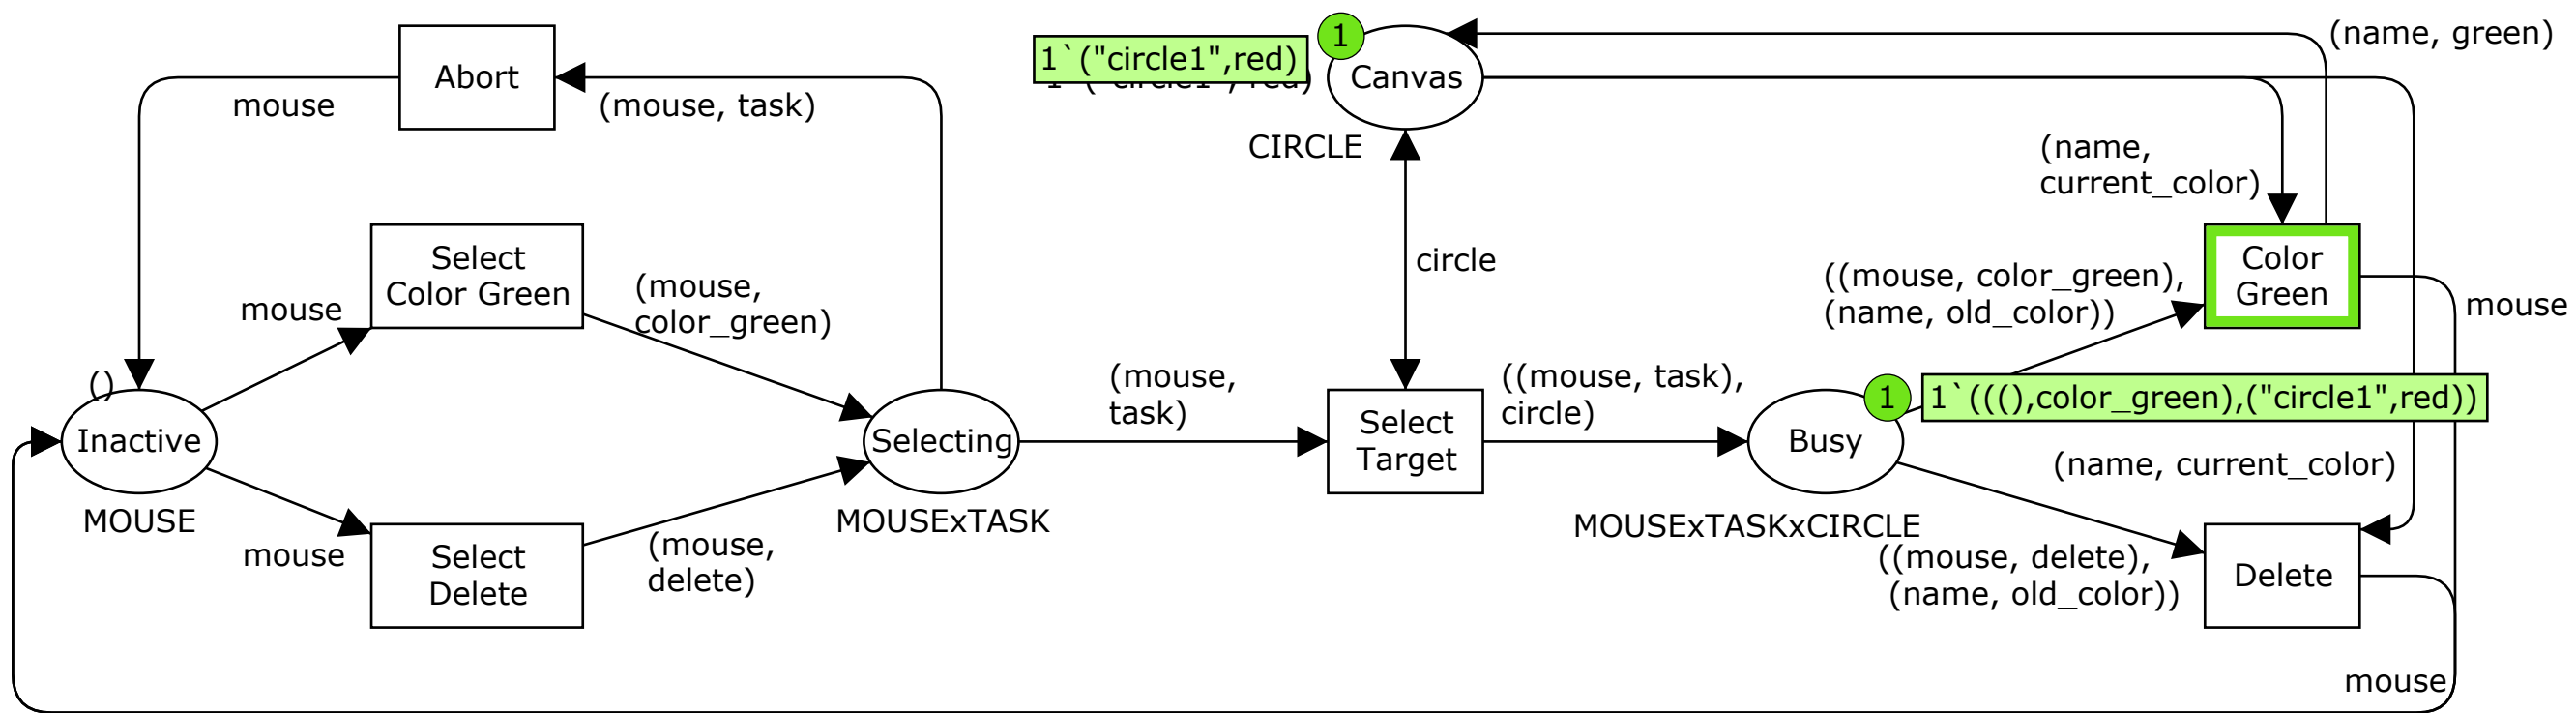 Abort
mouse
(mouse, task)
1`("circle1",red)
1
Canvas
CIRCLE
(name, green)
(name,
current_color)
Select
Color Green
mouse
(mouse,
color_green)
circle
((mouse, color_green),
(name, old_color))
Color
Green
mouse
()
Inactive
MOUSE
Selecting
MOUSExTASK
(mouse,
task)
Select
Target
((mouse, task),
circle)
Busy
1
1`(((),color_green),("circle1",red))
MOUSExTASKxCIRCLE
(name, current_color)
mouse
Select
Delete
(mouse,
delete)
((mouse, delete),
(name, old_color))
Delete
mouse